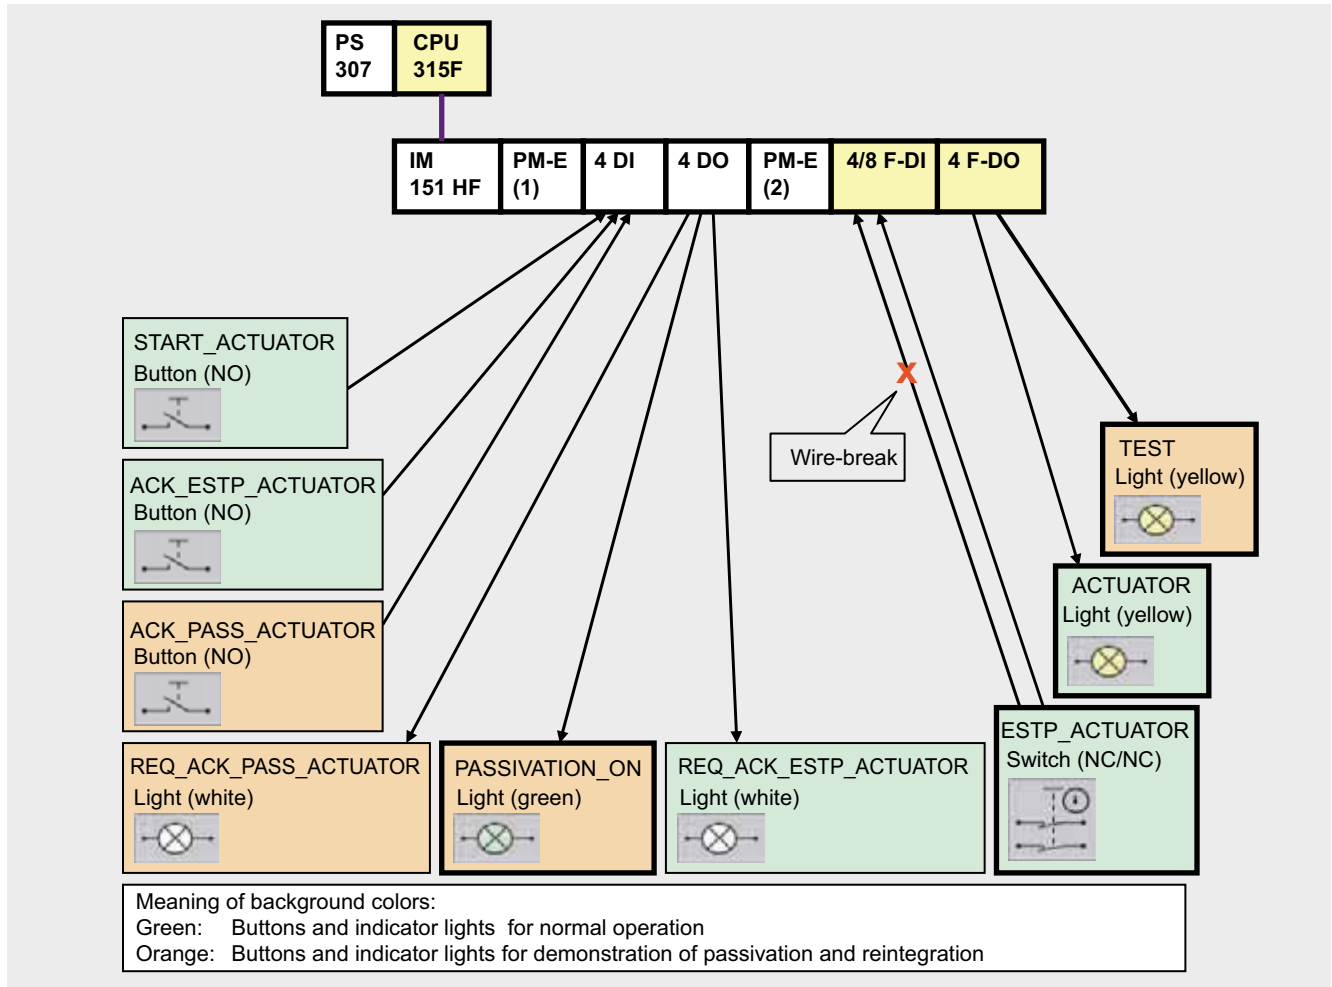 PS
307
CPU
315F
IM
151 HF
PM-E
(1)
4 DI
4 DO
PM-E
(2)
4/8 F-DI
4 F-DO
START_ACTUATOR
Button (NO)
ACK_ESTP_ACTUATOR
Button (NO)
ACK_PASS_ACTUATOR
Button (NO)
X
Wire-break
TEST
Light (yellow)
ACTUATOR
Light (yellow)
ESTP_ACTUATOR
Switch (NC/NC)
REQ_ACK_PASS_ACTUATOR
Light (white)
PASSIVATION_ON
Light (green)
REQ_ACK_ESTP_ACTUATOR
Light (white)
Meaning of background colors:
Green: Buttons and indicator lights for normal operation
Orange: Buttons and indicator lights for demonstration of passivation and reintegration